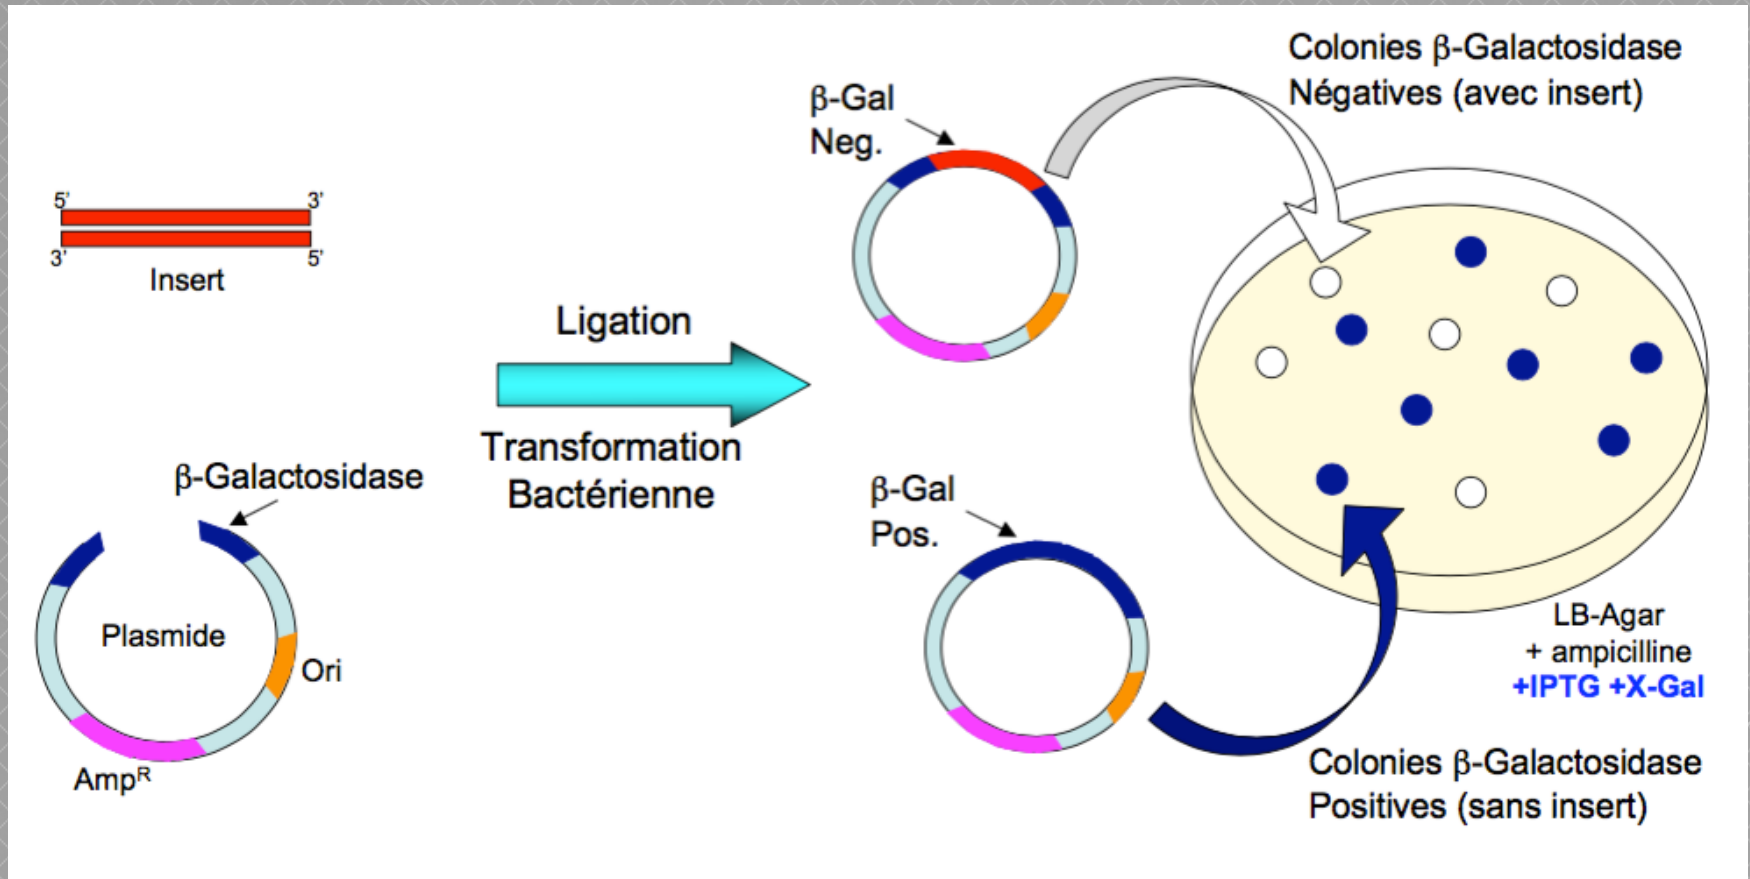 5’ 3’
3’ 5’
Insert
β-Galactosidase
Plasmide
Ori
AmpR
Ligation
Transformation
Bactérienne
β-Gal
Neg.
β-Gal
Pos.
Colonies β-Galactosidase
Négatives (avec insert)
LB-Agar
+ ampicilline
+IPTG +X-Gal
Colonies β-Galactosidase
Positives (sans insert)